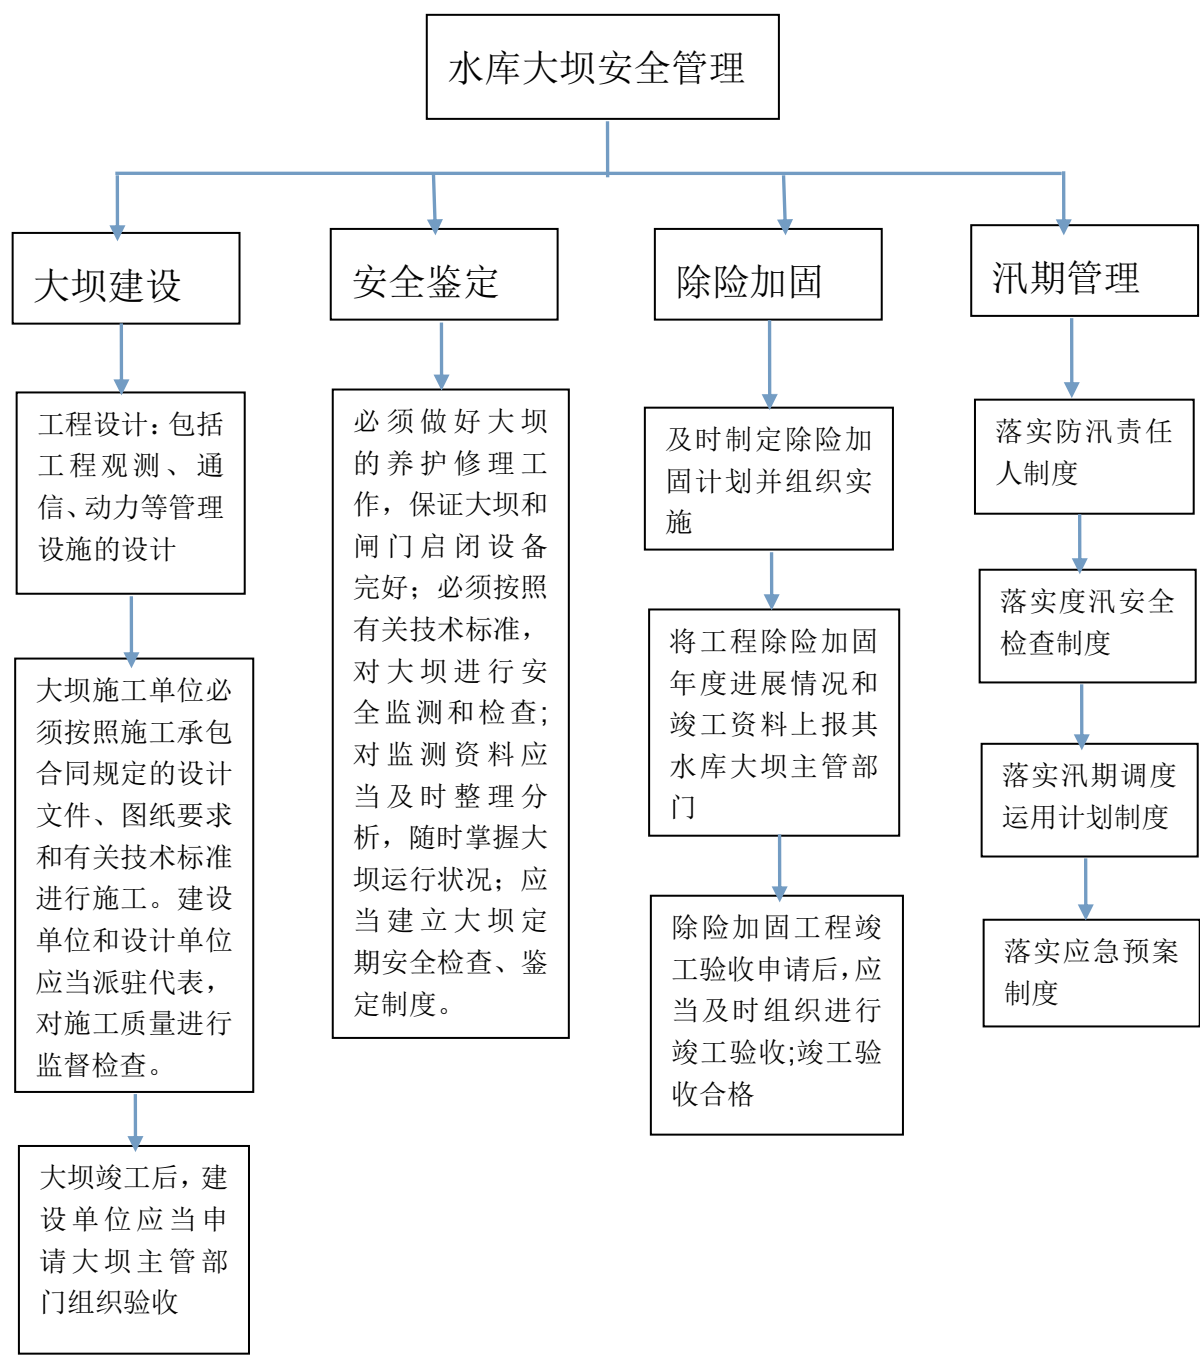 水库大坝安全管理
大坝建设
工程设计：包括
工程观测、通
信、动力等管理
设施的设计
大坝施工单位必
须按照施工承包
合同规定的设计
文件、图纸要求
和有关技术标准
进行施工。建设
单位和设计单位
应当派驻代表，
对施工质量进行
监督检查。
大坝竣工后，建
设单位应当申
请大坝主管部
门组织验收
安全鉴定
必须做好大坝
的养护修理工
作，保证大坝和
闸门启闭设备
完好；必须按照
有关技术标准，
对大坝进行安
全监测和检查;
对监测资料应
当及时整理分
析，随时掌握大
坝运行状况；应
当建立大坝定
期安全检查、鉴
定制度。
除险加固
及时制定除险加
固计划并组织实
施
将工程除险加固
年度进展情况和
竣工资料上报其
水库大坝主管部
门
除险加固工程竣
工验收申请后，应
当及时组织进行
竣工验收;竣工验
收合格
汛期管理
落实防汛责任
人制度
落实度汛安全
检查制度
落实汛期调度
运用计划制度
落实应急预案
制度